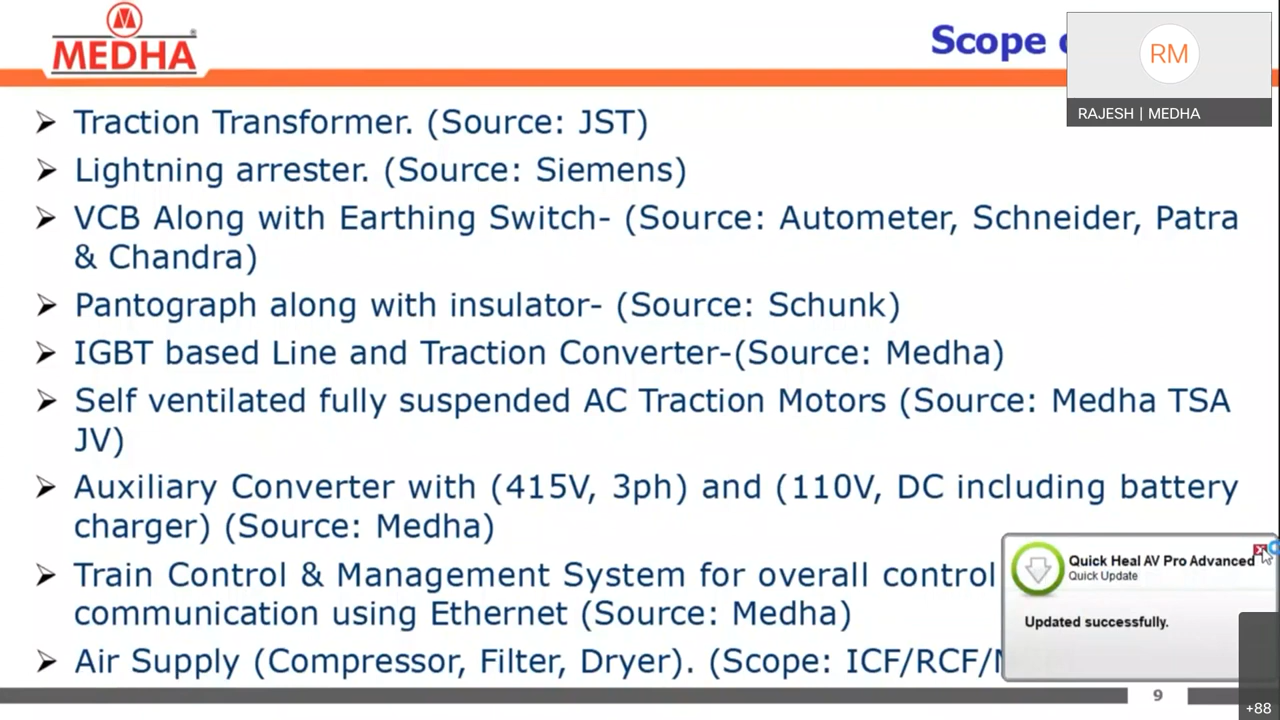 MEDHA
Scope
RM
RAJESH | MEDHA
Traction Transformer. (Source: JST)
Lightning arrester. (Source: Siemens)
VCB Along with Earthing Switch- (Source: Autometer, Schneider, Patra
& Chandra)
Pantograph along with insulator- (Source: Schunk)
IGBT based Line and Traction Converter-(Source: Medha)
Self ventilated fully suspended AC Traction Motors (Source: Medha TSA
JV)
Auxiliary Converter with (415V, 3ph) and (110V, DC including battery
charger) (Source: Medha)
Train Control & Management System for overall control
communication using Ethernet (Source: Medha)
Air Supply (Compressor, Filter, Dryer). (Scope: ICF/RCF/
Quick Heal AV Pro Advanced
Quick Update
Updated successfully.
9
+88